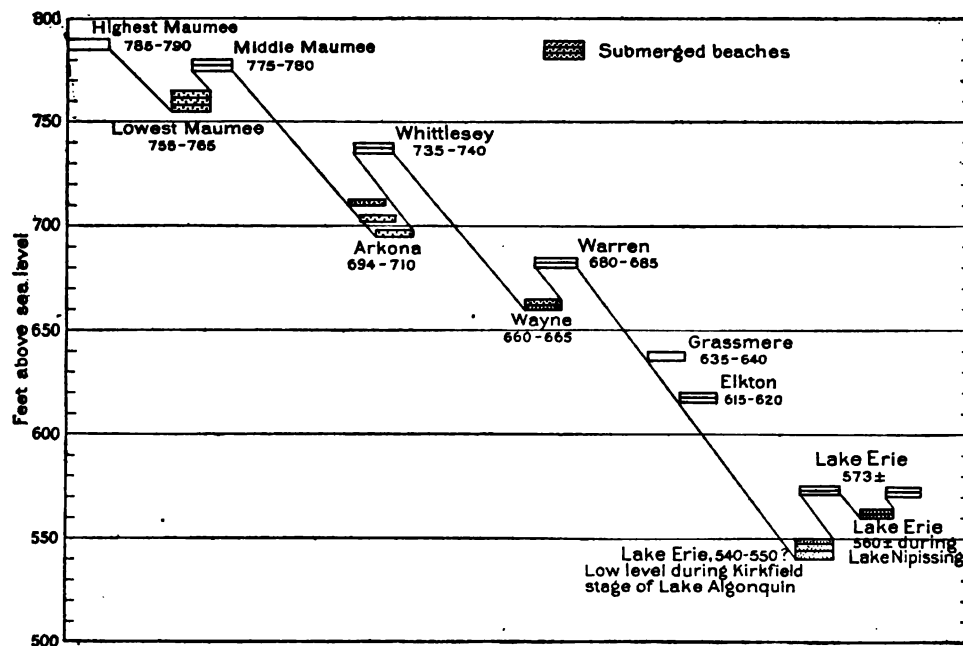 800
Highest Maumee
785-790
Middle Maumee
775-780
Submerged beaches
750
Lowest Maumee
755-765
Whittlesey
735-740
700
Arkona
694-710
Warren
680-685
650
Wayne
660-665
Grassmere
635-640
Elkton
615-620
600
Lake Erie
573±
550
Lake Erie, 540-550?
Low level during Kirkfield
stage of Lake Algonquin
Lake Erie
560± during
Lake Nipissing
500
Feet above sea level